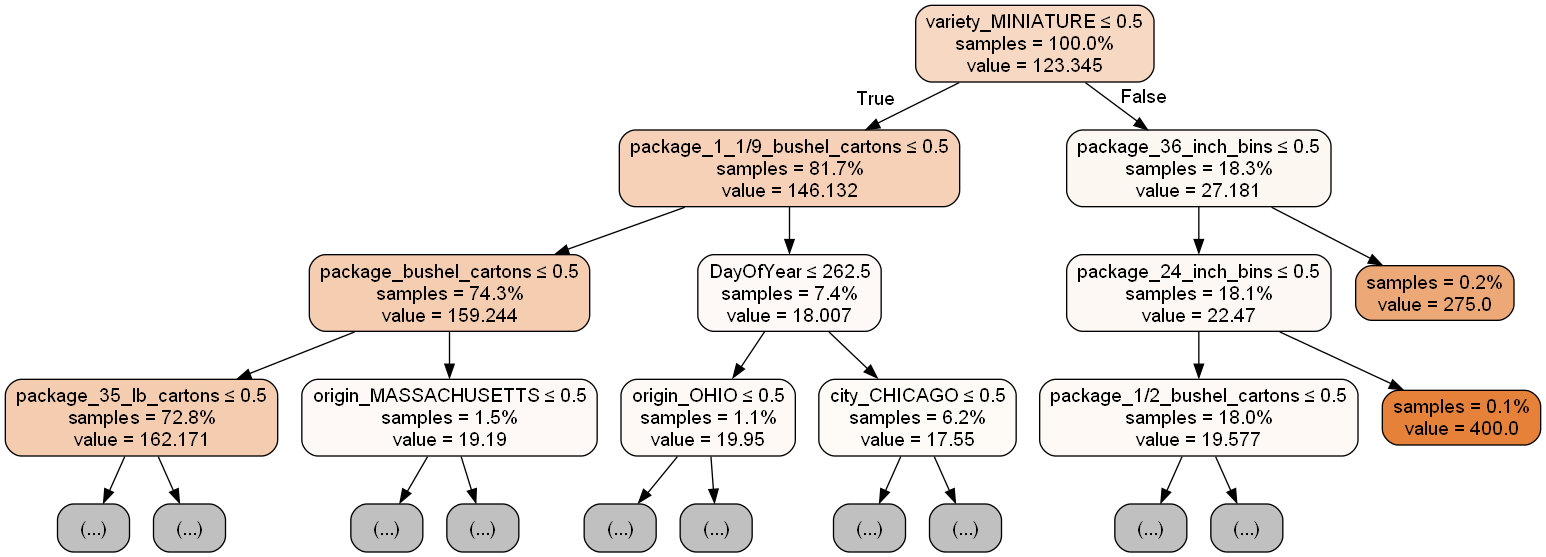 variety_MINIATURE ≤ 0.5
samples = 100.0%
value = 123.345
True
False
package_1_1/9_bushel_cartons ≤ 0.5
samples = 81.7%
value = 146.132
package_36_inch_bins ≤ 0.5
samples = 18.3%
value = 27.181
package_bushel_cartons ≤ 0.5
samples = 74.3%
value = 159.244
DayOfYear ≤ 262.5
samples = 7.4%
value = 18.007
package_24_inch_bins ≤ 0.5
samples = 18.1%
value = 22.47
samples = 0.2%
value = 275.0
package_35_lb_cartons ≤ 0.5
samples = 72.8%
value = 162.171
origin_MASSACHUSETTS ≤ 0.5
samples = 1.5%
value = 19.19
origin_OHIO ≤ 0.5
samples = 1.1%
value = 19.95
city_CHICAGO ≤ 0.5
samples = 6.2%
value = 17.55
package_1/2_bushel_cartons ≤ 0.5
samples = 18.0%
value = 19.577
samples = 0.1%
value = 400.0
(...)
(...)
(...)
(...)
(...)
(...)
(...)
(...)
(...)
(...)